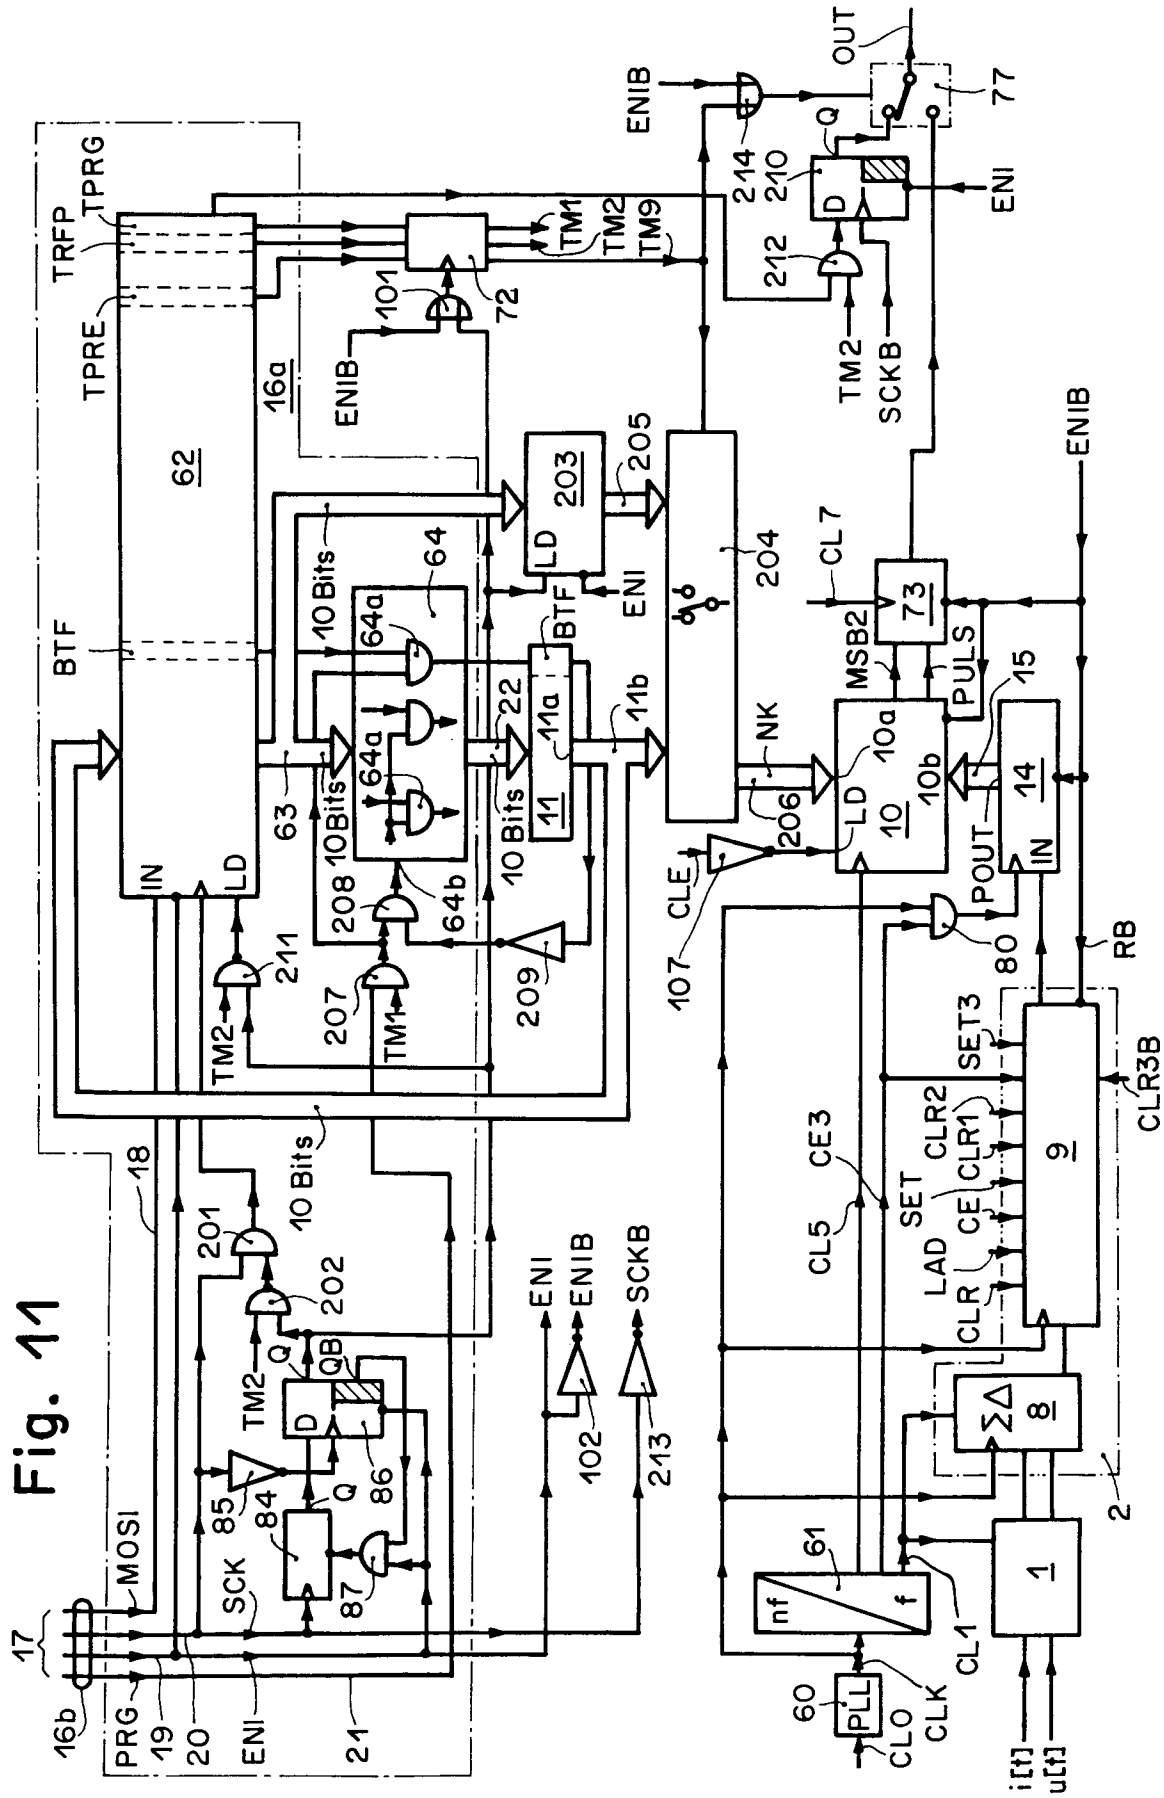 Fig. 11
16b
17
PRG
MOSI
19
20
ENI
SCK
21
18
85
84
Q
87
86
D
Q
QB
TM2
202
201
10 Bits
ENI
102
ENIB
213
SCKB
TM2
211
207
TM1
208
209
IN
LD
62
BTF
TPRE
TRFP
TPRG
16a
63
10 Bits
10 Bits
64a
64a
64
64b
22
10 Bits
11
11a
BTF
11b
ENIB
101
72
TM1
TM2
TM9
LD
203
ENI
205
204
ENIB
214
212
TM2
SCKB
D
Q
210
ENI
77
OUT
CLE
107
206
NK
LD
10a
10
10b
MSB2
PULS
73
CL7
15
14
IN
POUT
80
ENIB
RB
CL5
CE3
CLR
LAD
CE
SET
CLR1
CLR2
SET3
9
CLR3B
ΣΔ
8
2
1
i[t]
u[t]
CL1
61
nf
f
60
PLL
CL0
CLK